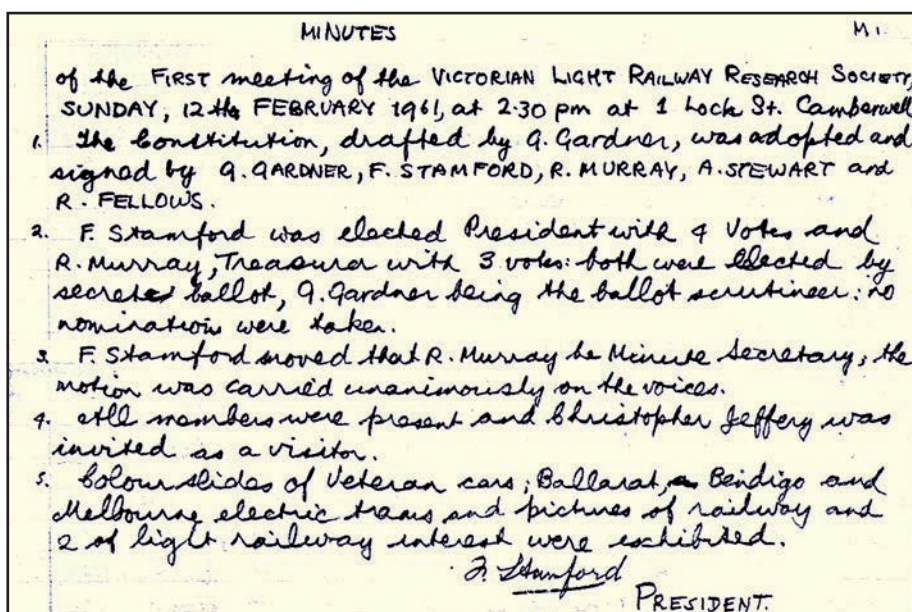 MINUTES M1.
of the FIRST meeting of the VICTORIAN LIGHT RAILWAY RESEARCH SOCIETY,
SUNDAY, 12th FEBRUARY 1961, at 2.30 pm at 1 Lock St. Camberwell
1. The Constitution, drafted by G. Gardner, was adopted and
signed by G. GARDNER, F. STAMFORD, R. MURRAY, A. STEWART and
R. FELLOWS.
2. F. Stamford was elected President with 4 Votes and
R. Murray, Treasurer with 3 votes: both were elected by
secret ballot, G. Gardner being the ballot scrutineer: no
nomination were taken.
3. F. Stamford moved that R. Murray be Minute Secretary, the
motion was carried unanimously on the voices.
4. All members were present and Christopher Jeffery was
invited as a visitor.
5. Colour slides of Veteran cars; Ballarat, Bendigo and
Melbourne electric trams and pictures of railway and
2 of light railway interest were exhibited.
F. Stamford
PRESIDENT.